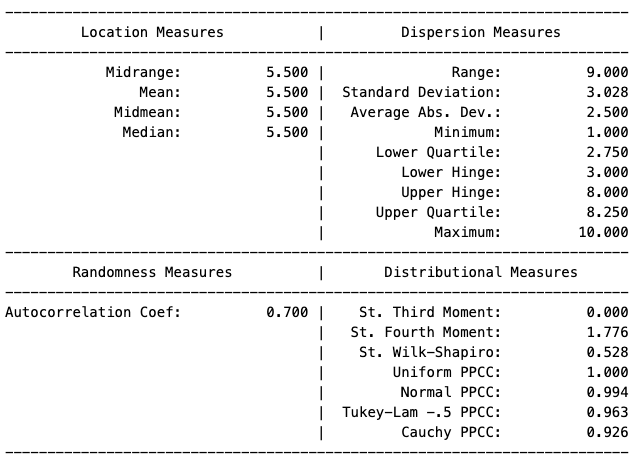 Location Measures | Dispersion Measures
Midrange: 5.500 | Range: 9.000
Mean: 5.500 | Standard Deviation: 3.028
Midmean: 5.500 | Average Abs. Dev.: 2.500
Median: 5.500 | Minimum: 1.000
| Lower Quartile: 2.750
| Lower Hinge: 3.000
| Upper Hinge: 8.000
| Upper Quartile: 8.250
| Maximum: 10.000
Randomness Measures | Distributional Measures
Autocorrelation Coef: 0.700 | St. Third Moment: 0.000
| St. Fourth Moment: 1.776
| St. Wilk-Shapiro: 0.528
| Uniform PPCC: 1.000
| Normal PPCC: 0.994
| Tukey-Lam -.5 PPCC: 0.963
| Cauchy PPCC: 0.926